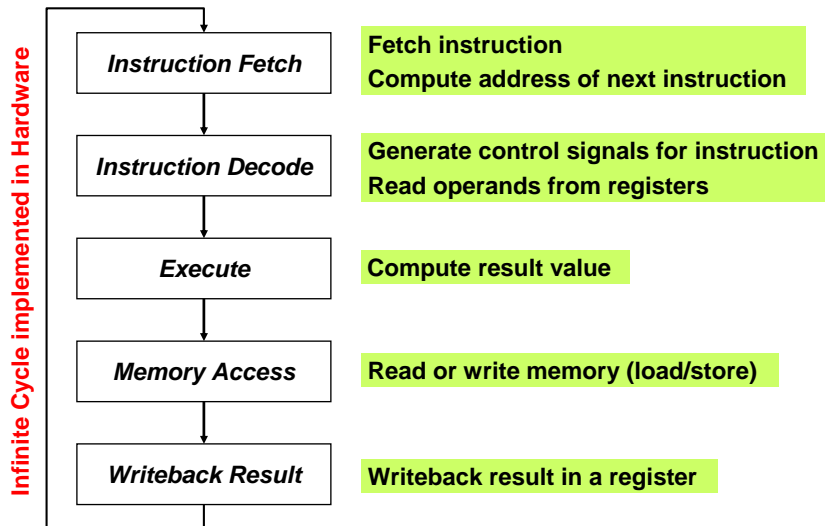 Infinite Cycle implemented in Hardware
Instruction Fetch
Fetch instruction
Compute address of next instruction
Instruction Decode
Generate control signals for instruction
Read operands from registers
Execute
Compute result value
Memory Access
Read or write memory (load/store)
Writeback Result
Writeback result in a register